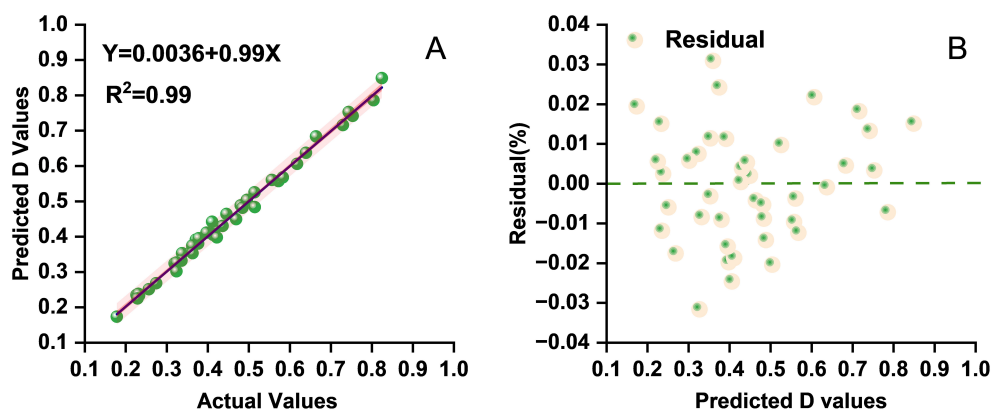 A
Y=0.0036+0.99X
R²=0.99
Predicted D Values
1.0
0.9
0.8
0.7
0.6
0.5
0.4
0.3
0.2
0.1
0.1 0.2 0.3 0.4 0.5 0.6 0.7 0.8 0.9 1.0
Actual Values
B
Residual
Residual(%)
0.04
0.03
0.02
0.01
0.00
−0.01
−0.02
−0.03
−0.04
0.1 0.2 0.3 0.4 0.5 0.6 0.7 0.8 0.9 1.0
Predicted D values